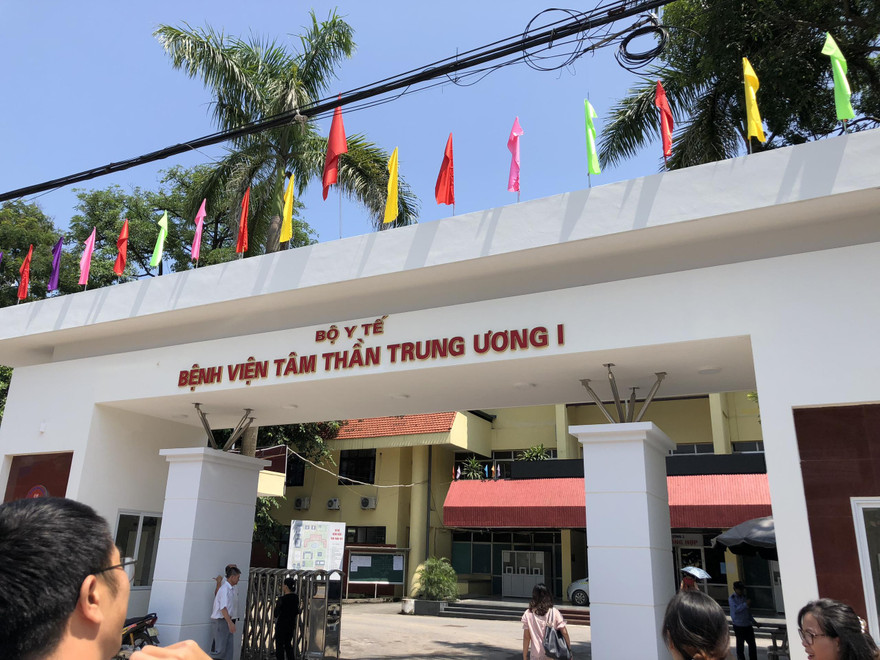 BỘ Y TẾ
BỆNH VIỆN TÂM THẦN TRUNG ƯƠNG I